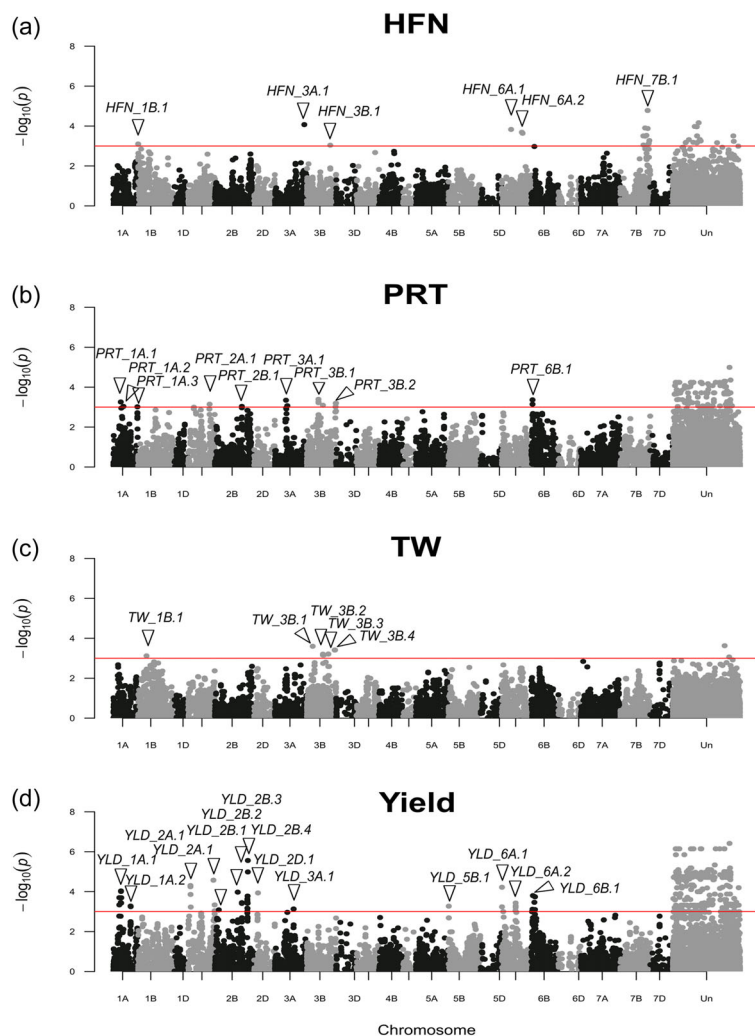 (a)
HFN
HFN_1B.1
HFN_3A.1
HFN_3B.1
HFN_6A.1
HFN_6A.2
HFN_7B.1
− log10(p)
8
6
4
2
0
1A 1B 1D 2B 2D 3A 3B 3D 4B 5A 5B 5D 6B 6D 7A 7B 7D Un
(b)
PRT
PRT_1A.1
PRT_1A.2
PRT_1A.3
PRT_2A.1
PRT_2B.1
PRT_3A.1
PRT_3B.1
PRT_3B.2
PRT_6B.1
− log10(p)
8
6
4
2
0
1A 1B 1D 2B 2D 3A 3B 3D 4B 5A 5B 5D 6B 6D 7A 7B 7D Un
(c)
TW
TW_1B.1
TW_3B.1
TW_3B.2
TW_3B.3
TW_3B.4
− log10(p)
8
6
4
2
0
1A 1B 1D 2B 2D 3A 3B 3D 4B 5A 5B 5D 6B 6D 7A 7B 7D Un
(d)
Yield
YLD_2B.3
YLD_2B.2
YLD_2A.1
YLD_2B.1
YLD_2B.4
YLD_1A.1
YLD_2A.1
YLD_2D.1
YLD_1A.2
YLD_3A.1
YLD_5B.1
YLD_6A.1
YLD_6A.2
YLD_6B.1
− log10(p)
8
6
4
2
0
1A 1B 1D 2B 2D 3A 3B 3D 4B 5A 5B 5D 6B 6D 7A 7B 7D Un
Chromosome